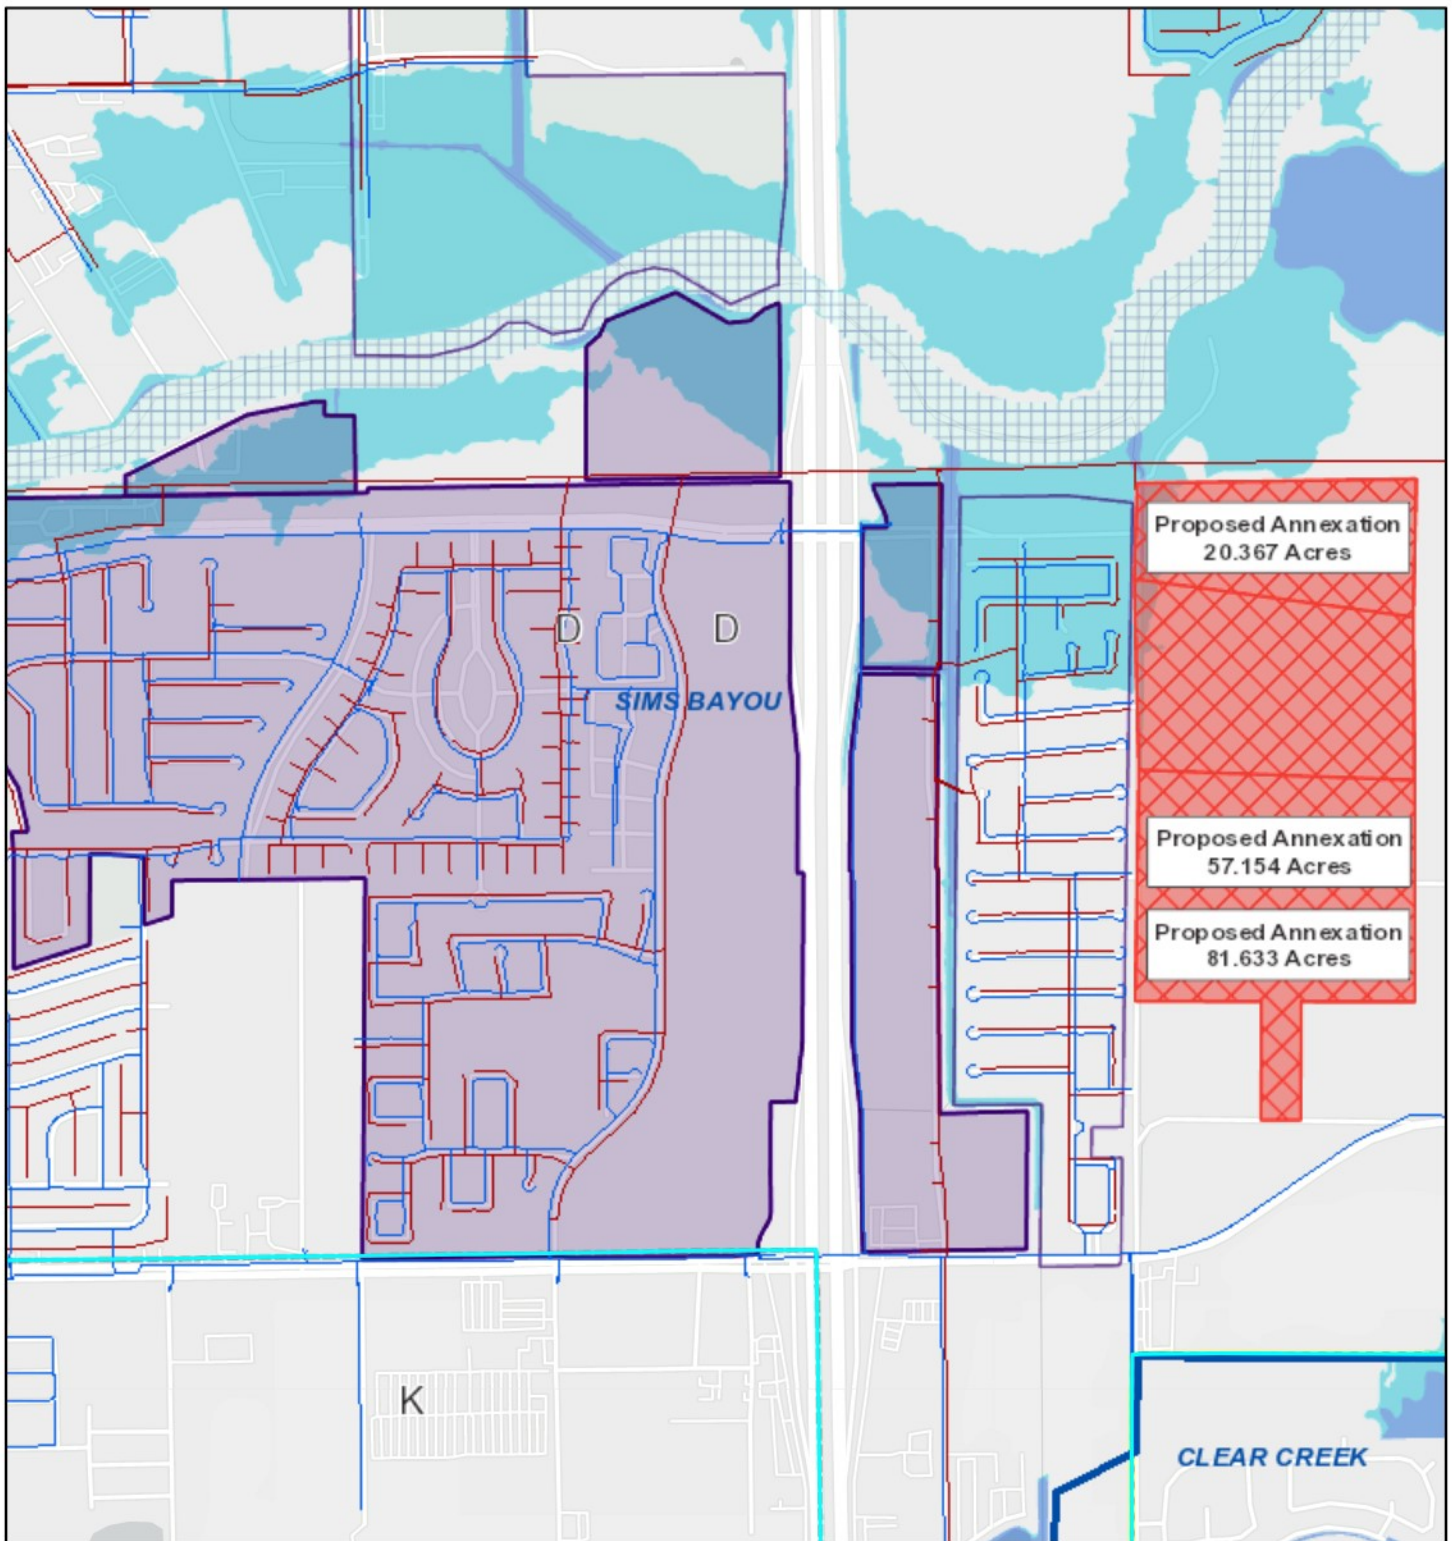 Proposed Annexation
20.367 Acres
D
D
SIMS BAYOU
Proposed Annexation
57.154 Acres
Proposed Annexation
81.633 Acres
K
CLEAR CREEK